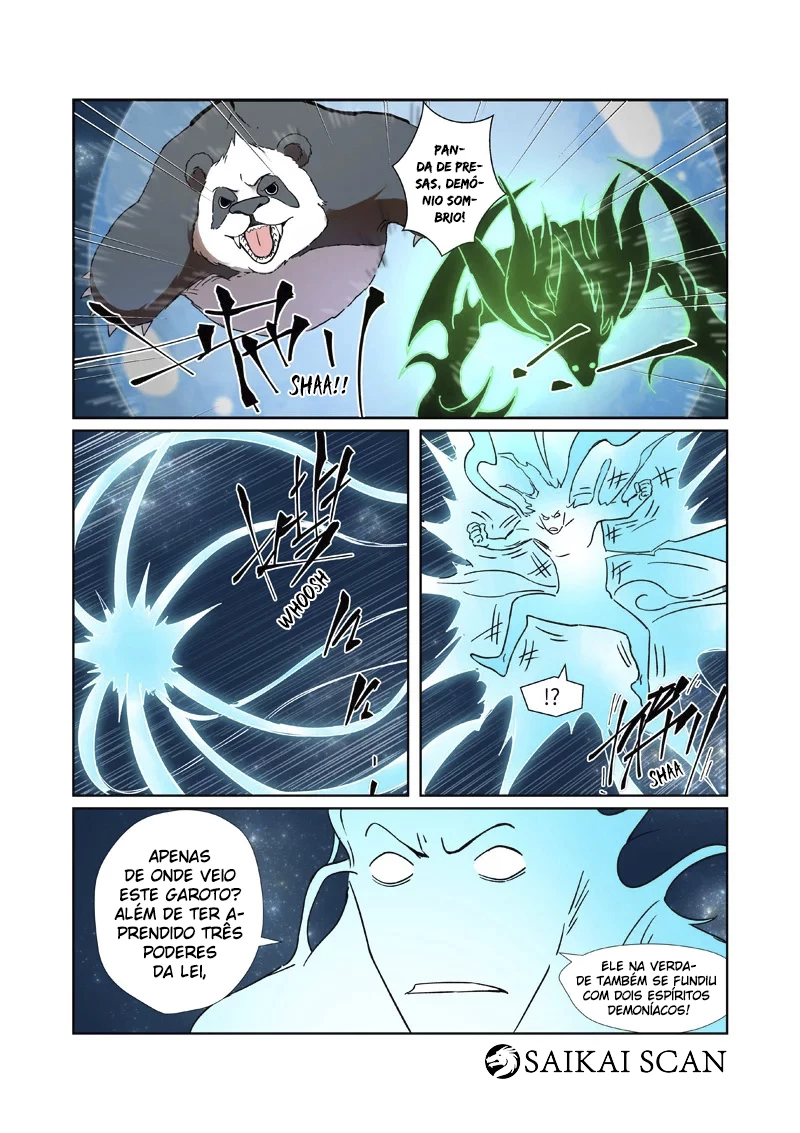 PAN-
DA DE PRE-
SAS, DEMÔ-
NIO SOM-
BRIO!
SHAA!!
WHOOSH
!?
SHAA
APENAS
DE ONDE VEIO
ESTE GAROTO?
ALÉM DE TER A-
PRENDIDO TRÊS
PODERES
DA LEI,
ELE NA VERDA-
DE TAMBÉM SE FUNDIU
COM DOIS ESPÍRITOS
DEMONÍACOS!
SAIKAI SCAN